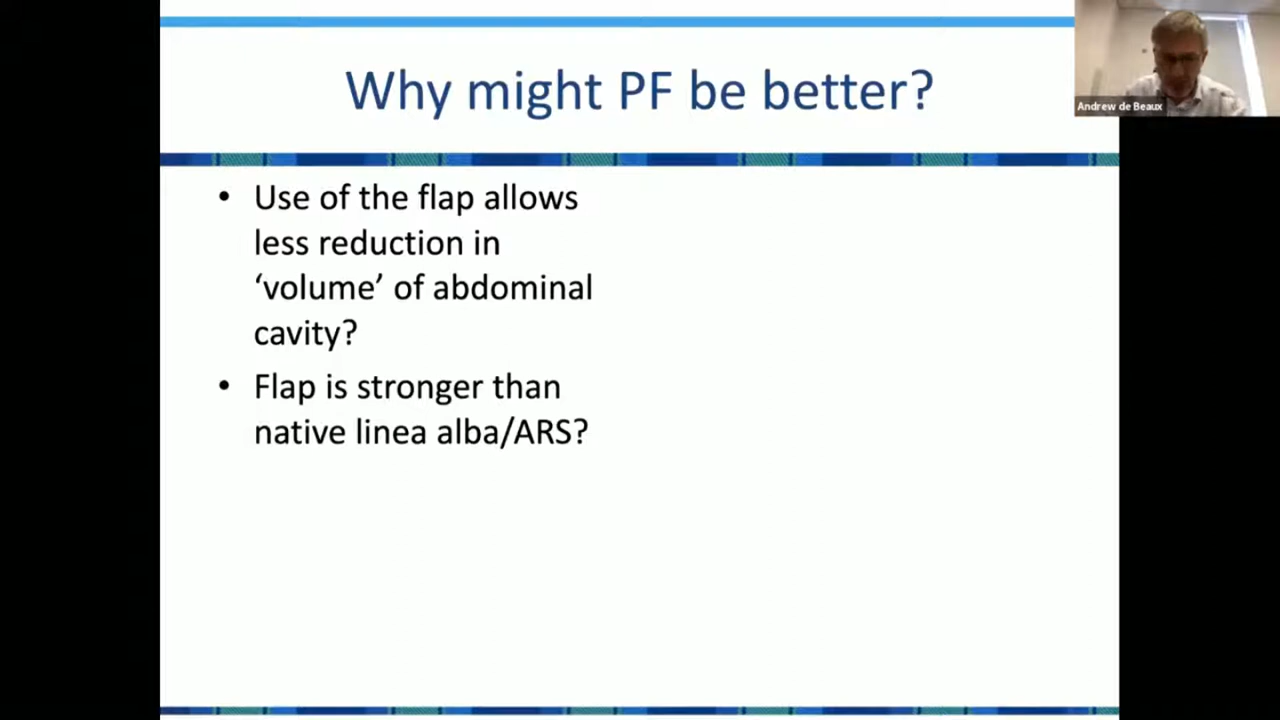 Why might PF be better?
Andrew de Beaux
• Use of the flap allows
less reduction in
‘volume’ of abdominal
cavity?
• Flap is stronger than
native linea alba/ARS?